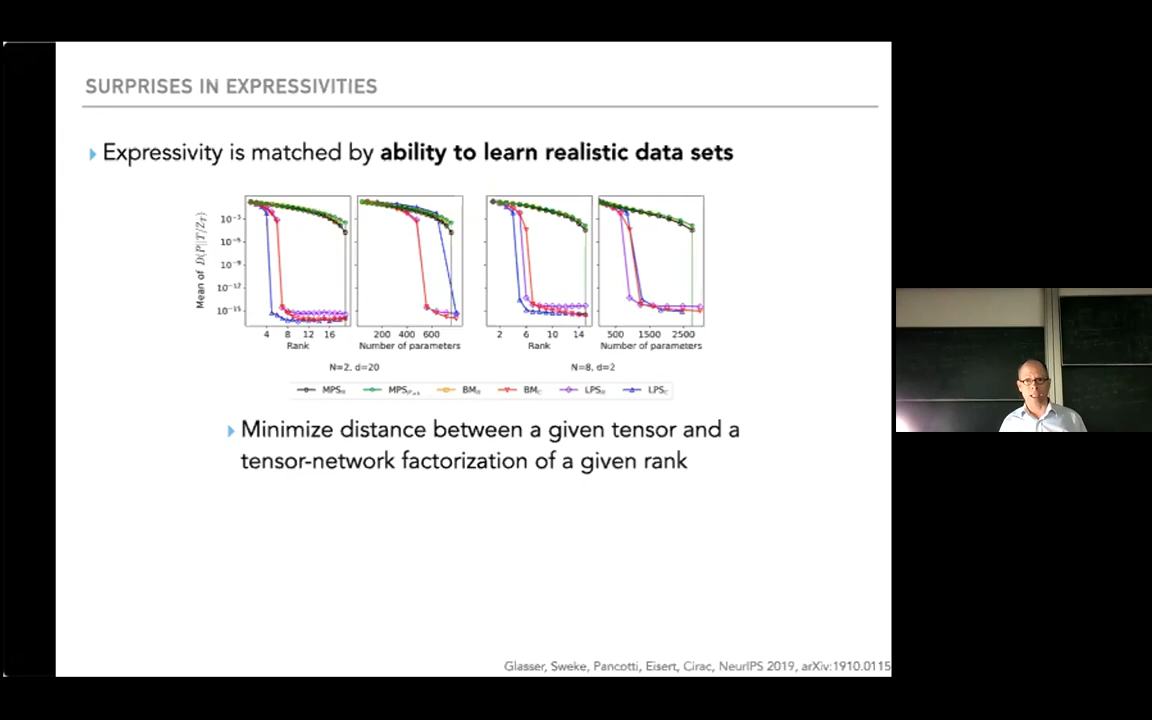 SURPRISES IN EXPRESSIVITIES
Expressivity is matched by ability to learn realistic data sets
Mean of D(P||T/Z_T)
10⁻³
10⁻⁵
10⁻⁹
10⁻¹²
10⁻¹⁵
4 8 12 16
Rank
200 400 600
Number of parameters
2 6 10 14
Rank
500 1500 2500
Number of parameters
N=2, d=20
N=8, d=2
MPS BM BM LPS LPS
Minimize distance between a given tensor and a
tensor-network factorization of a given rank
Glasser, Sweke, Pancotti, Eisert, Cirac, NeurIPS 2019, arXiv:1910.0115